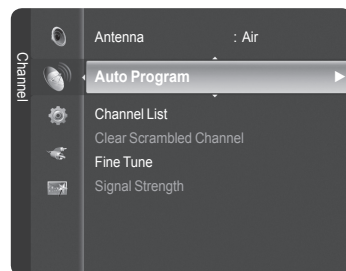 Channel
Antenna : Air
Auto Program
Channel List
Clear Scrambled Channel
Fine Tune
Signal Strength